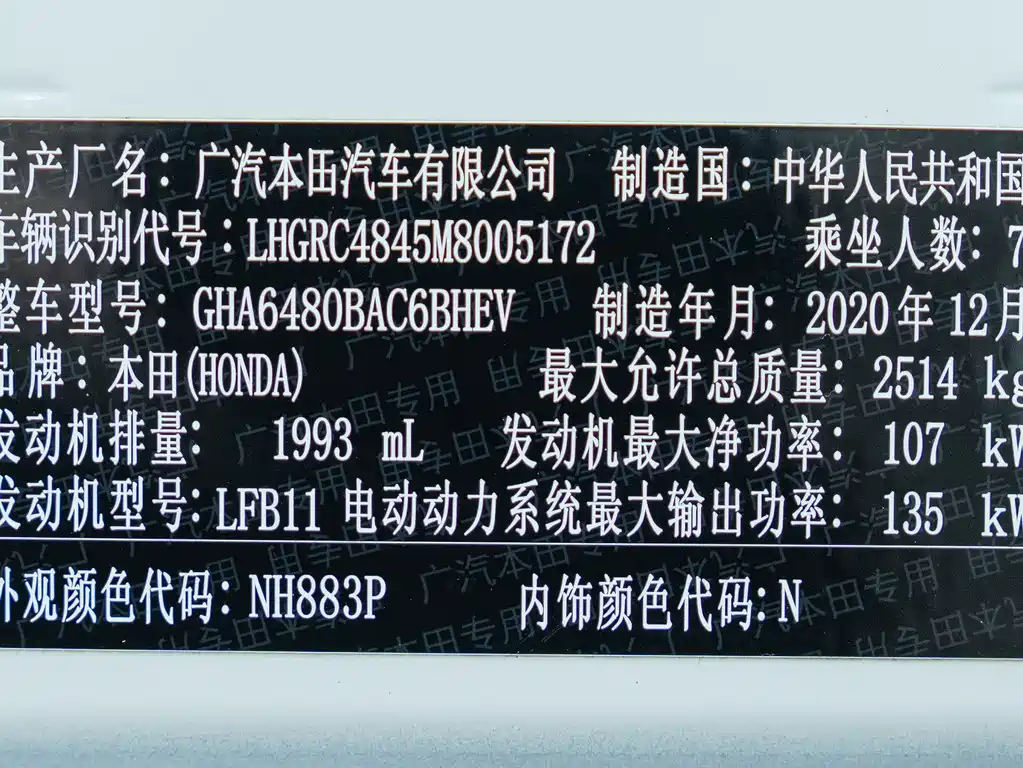 生产厂名：广汽本田汽车有限公司 制造国：中华人民共和国
车辆识别代号：LHGRC4845M8005172 乘坐人数：7
整车型号：GHA6480BAC6BHEV 制造年月：2020年12月
品牌：本田(HONDA) 最大允许总质量：2514 kg
发动机排量： 1993 mL 发动机最大净功率：107 kW
发动机型号：LFB11 电动动力系统最大输出功率：135 kW
外观颜色代码：NH883P 内饰颜色代码：N